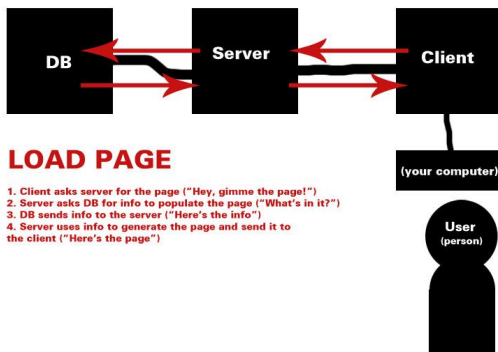 DB
Server
Client
LOAD PAGE
1. Client asks server for the page ("Hey, gimme the page!")
2. Server asks DB for info to populate the page ("What's in it?")
3. DB sends info to the server ("Here's the info")
4. Server uses info to generate the page and send it to
the client ("Here's the page")
(your computer)
User
(person)